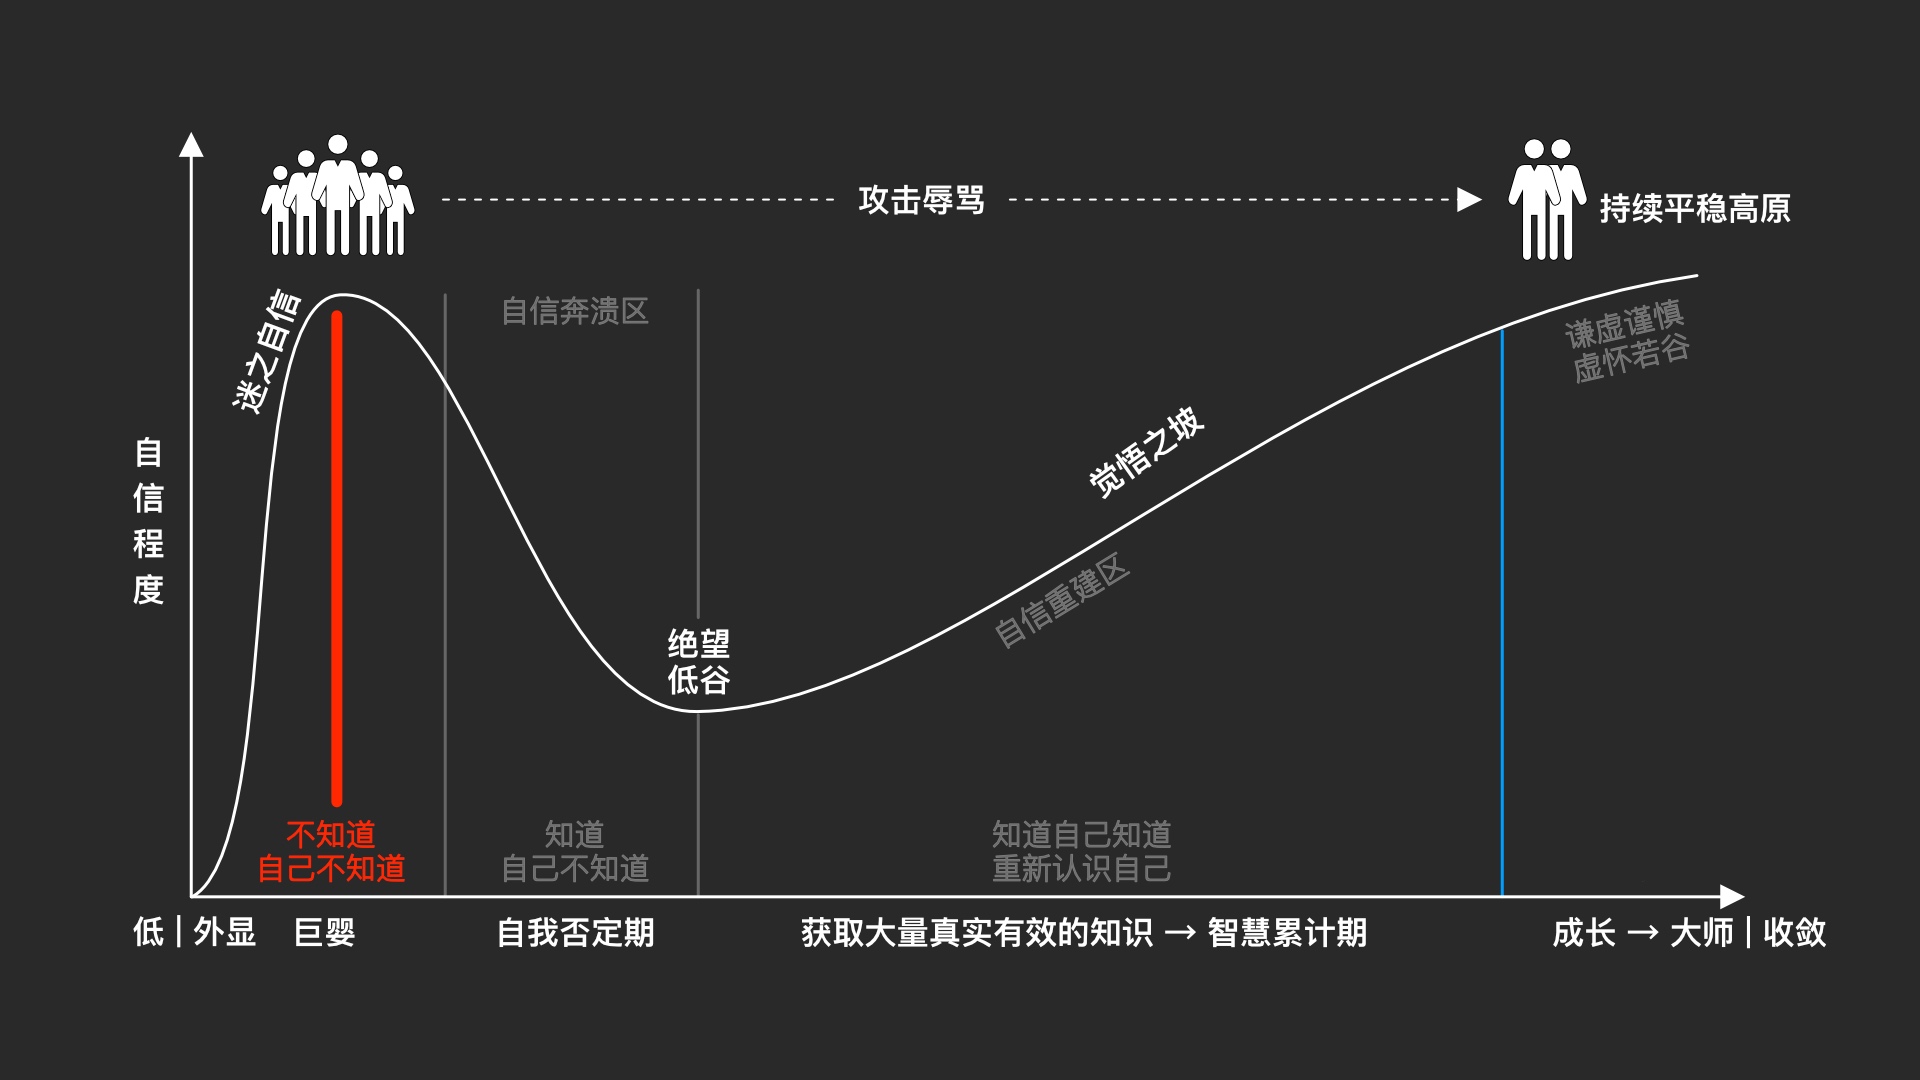 攻击辱骂
持续平稳高原
迷之自信
自信奔溃区
谦虚谨慎
虚怀若谷
觉悟之坡
自信程度
自信重建区
绝望
低谷
不知道
自己不知道
知道
自己不知道
知道自己知道
重新认识自己
低 | 外显
巨婴
自我否定期
获取大量真实有效的知识 → 智慧累计期
成长 → 大师 | 收敛